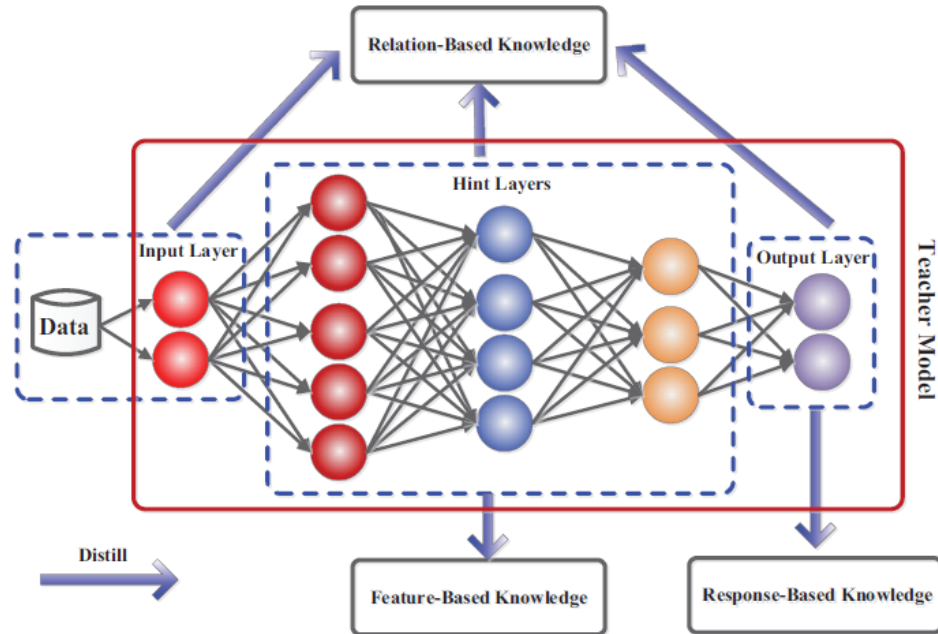 Relation-Based Knowledge
Hint Layers
Input Layer
Output Layer
Data
Teacher Model
Distill
Feature-Based Knowledge
Response-Based Knowledge